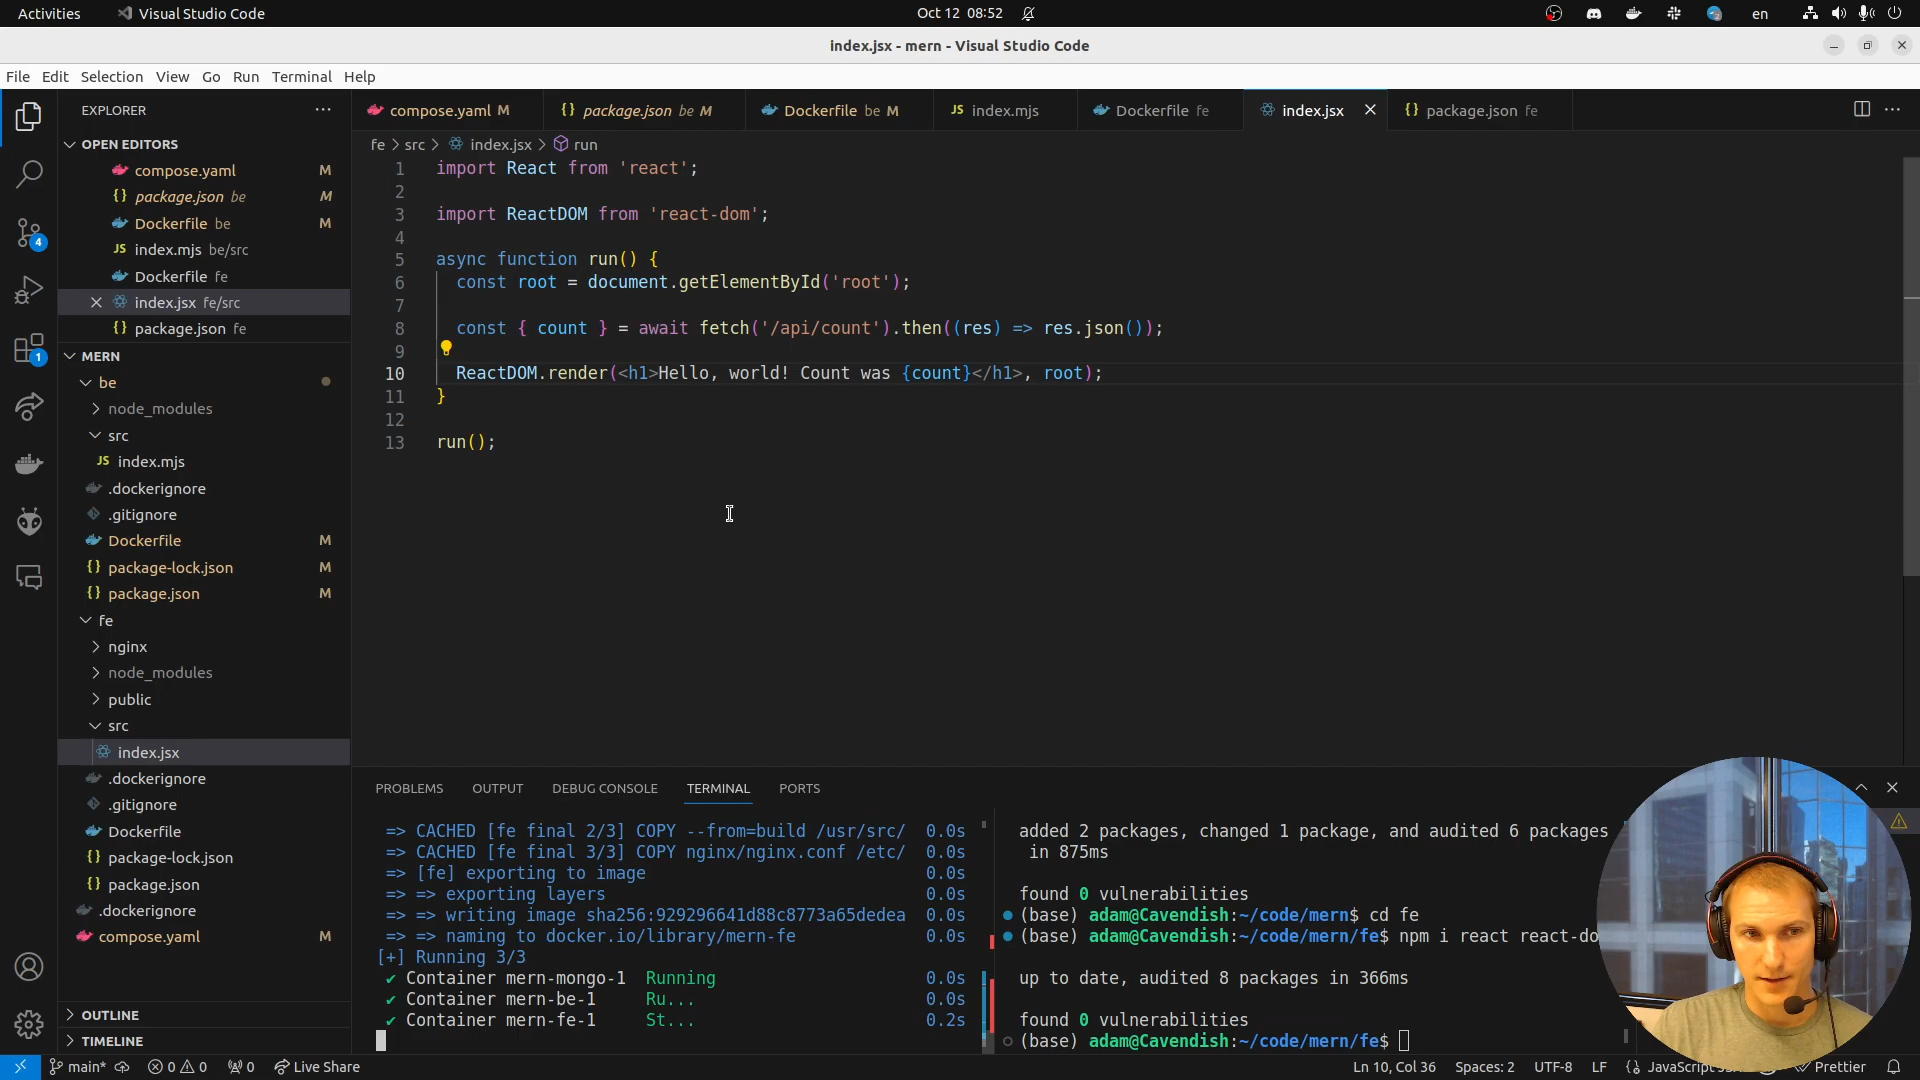 Activities
Visual Studio Code
Oct 12 08:52
en
index.jsx - mern - Visual Studio Code
File Edit Selection View Go Run Terminal Help
EXPLORER
compose.yaml M
package.json be M
Dockerfile be M
JS index.mjs
Dockerfile fe
index.jsx
package.json fe
OPEN EDITORS
compose.yaml M
package.json be M
Dockerfile be M
JS index.mjs be/src
Dockerfile fe
index.jsx fe/src
package.json fe
MERN
be
node_modules
src
JS index.mjs
.dockerignore
.gitignore
Dockerfile M
package-lock.json M
package.json M
fe
nginx
node_modules
public
src
index.jsx
.dockerignore
.gitignore
Dockerfile
package-lock.json
package.json
.dockerignore
compose.yaml M
OUTLINE
TIMELINE
4
1
fe > src > index.jsx > run
1 import React from 'react';
2
3 import ReactDOM from 'react-dom';
4
5 async function run() {
6 const root = document.getElementById('root');
7
8 const { count } = await fetch('/api/count').then((res) => res.json());
9
10 ReactDOM.render(<h1>Hello, world! Count was {count}</h1>, root);
11 }
12
13 run();
PROBLEMS OUTPUT DEBUG CONSOLE TERMINAL PORTS
=> CACHED [fe final 2/3] COPY --from=build /usr/src/ 0.0s
=> CACHED [fe final 3/3] COPY nginx/nginx.conf /etc/ 0.0s
=> [fe] exporting to image 0.0s
=> => exporting layers 0.0s
=> => writing image sha256:929296641d88c8773a65dedea 0.0s
=> => naming to docker.io/library/mern-fe 0.0s
[+] Running 3/3
✔ Container mern-mongo-1 Running 0.0s
✔ Container mern-be-1 Ru... 0.0s
✔ Container mern-fe-1 St... 0.2s
added 2 packages, changed 1 package, and audited 6 packages
in 875ms
found 0 vulnerabilities
(base) adam@Cavendish:~/code/mern$ cd fe
(base) adam@Cavendish:~/code/mern/fe$ npm i react react-do
up to date, audited 8 packages in 366ms
found 0 vulnerabilities
(base) adam@Cavendish:~/code/mern/fe$
main* 0 0 0 Live Share
Ln 10, Col 36 Spaces: 2 UTF-8 LF {} JavaScript Prettier